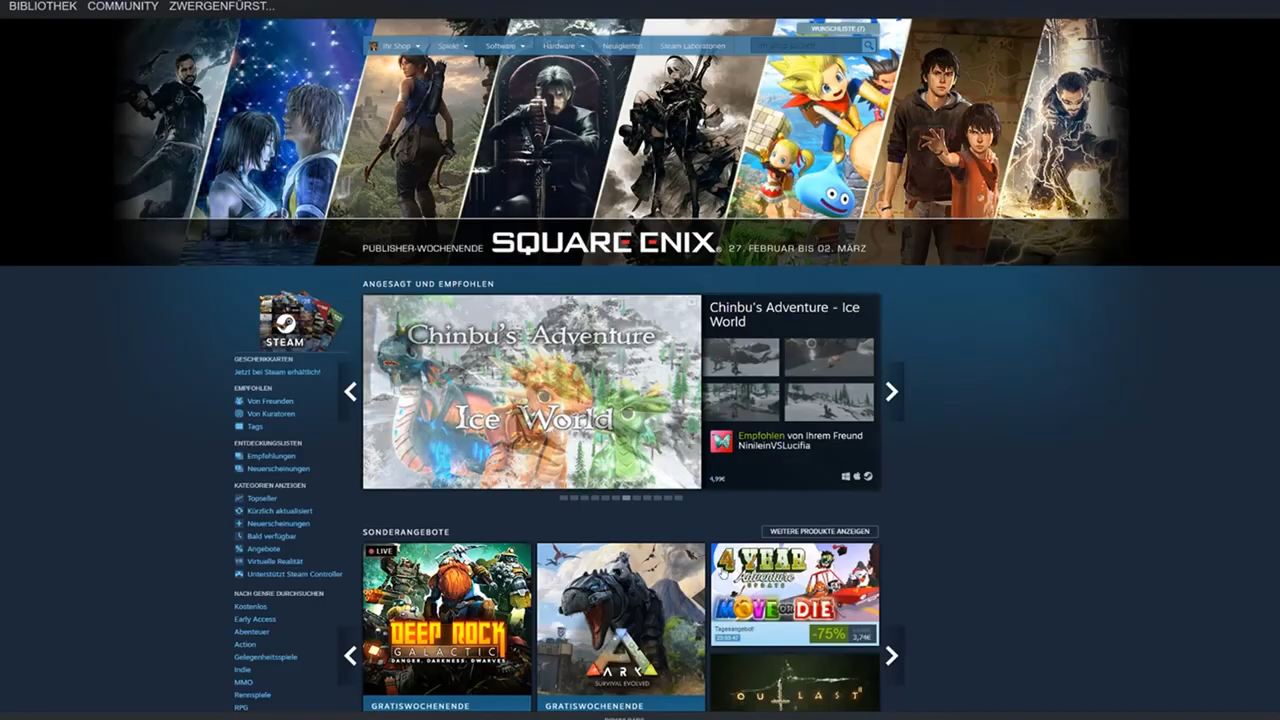 BIBLIOTHEK COMMUNITY ZWERGENFÜRST...
WUNSCHLISTE (7)
Ihr Shop Spiele Software Hardware Neuigkeiten Steam Laboratorien
PUBLISHER-WOCHENENDE SQUARE ENIX 27. FEBRUAR BIS 02. MÄRZ
ANGESAGT UND EMPFOHLEN
Chinbu's Adventure
Ice World
Chinbu's Adventure - Ice
World
Empfohlen von Ihrem Freund
NinileinVSLucifia
4,99€
STEAM
GESCHENKKARTEN
Jetzt bei Steam erhältlich!
EMPFOHLEN
Von Freunden
Von Kuratoren
Tags
ENTDECKUNGSLISTEN
Empfehlungen
Neuerscheinungen
KATEGORIEN ANZEIGEN
Topseller
Kürzlich aktualisiert
Neuerscheinungen
Bald verfügbar
Angebote
Virtuelle Realität
Unterstützt Steam Controller
NACH GENRE DURCHSUCHEN
Kostenlos
Early Access
Abenteuer
Action
Gelegenheitsspiele
Indie
MMO
Rennspiele
RPG
SONDERANGEBOTE
WEITERE PRODUKTE ANZEIGEN
LIVE
DEEP ROCK
GALACTIC
DANGER. DARKNESS. DWARVES.
GRATISWOCHENENDE
ARK
SURVIVAL EVOLVED
GRATISWOCHENENDE
4 YEAR
Adventure
UPDATE
MOVE OR DIE
Tagesangebot!
-75%
3,74€
OUTLAST